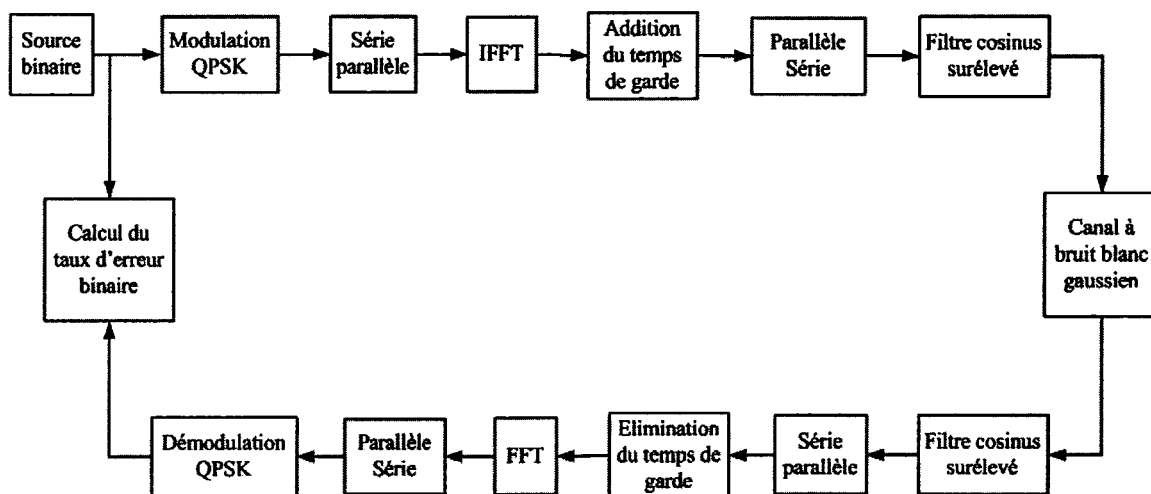 Source
binaire
Modulation
QPSK
Série
parallèle
IFFT
Addition
du temps
de garde
Parallèle
Série
Filtre cosinus
surélevé
Calcul du
taux d'erreur
binaire
Canal à
bruit blanc
gaussien
Démodulation
QPSK
Parallèle
Série
FFT
Elimination
du temps de
garde
Série
parallèle
Filtre cosinus
surélevé